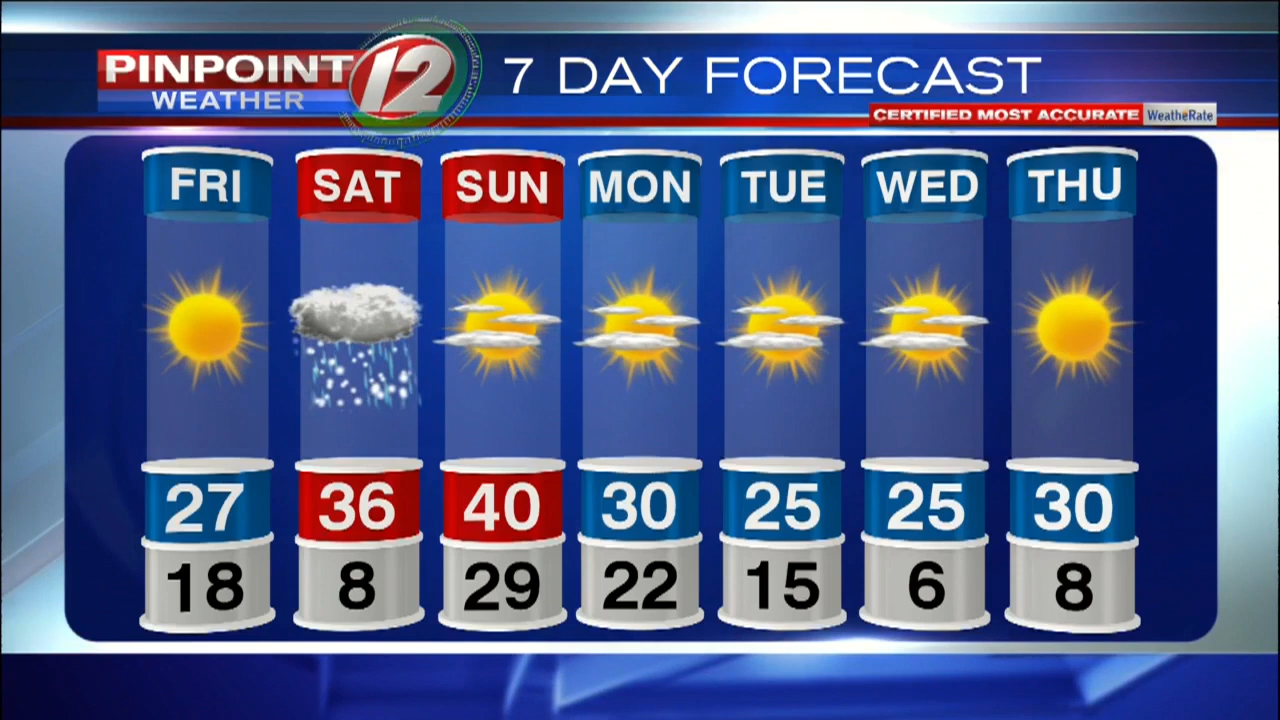 PINPOINT 12 7 DAY FORECAST
WEATHER
CERTIFIED MOST ACCURATE WeatheRate
FRI SAT SUN MON TUE WED THU
27 36 40 30 25 25 30
18 8 29 22 15 6 8